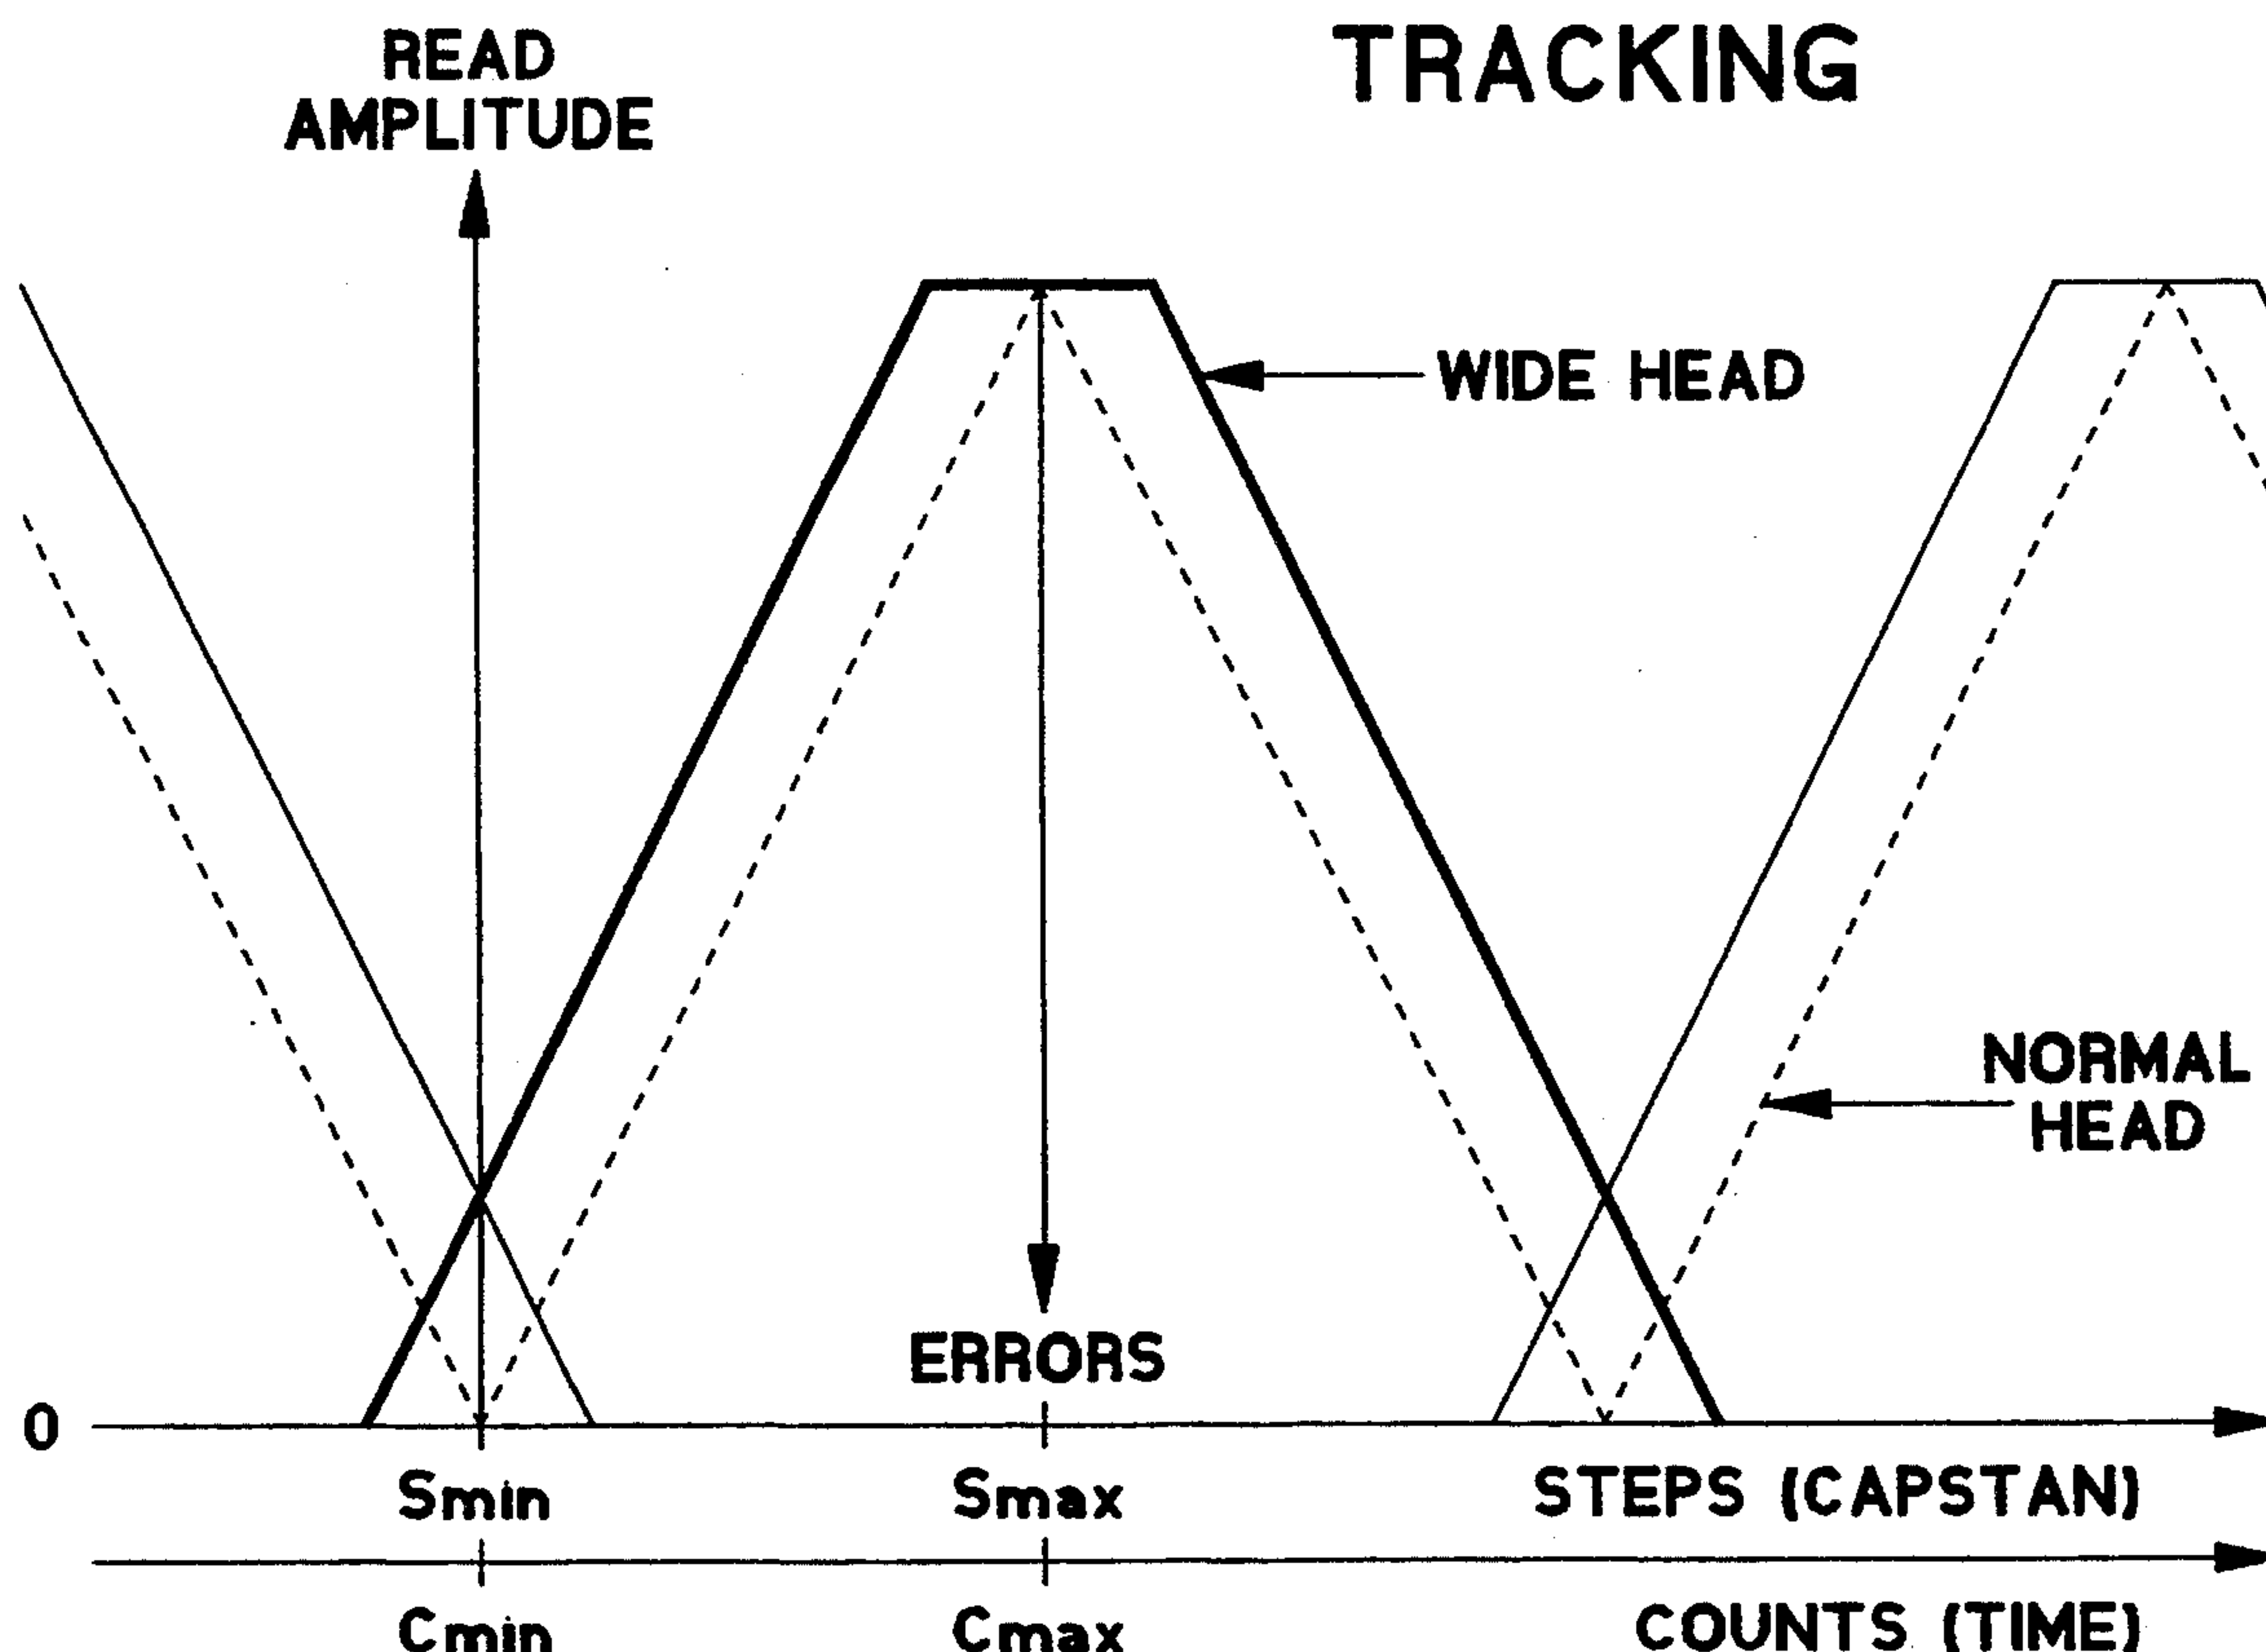 READ
AMPLITUDE
TRACKING
WIDE HEAD
NORMAL
HEAD
ERRORS
0
Smin
Smax
STEPS (CAPSTAN)
Cmin
Cmax
COUNTS (TIME)